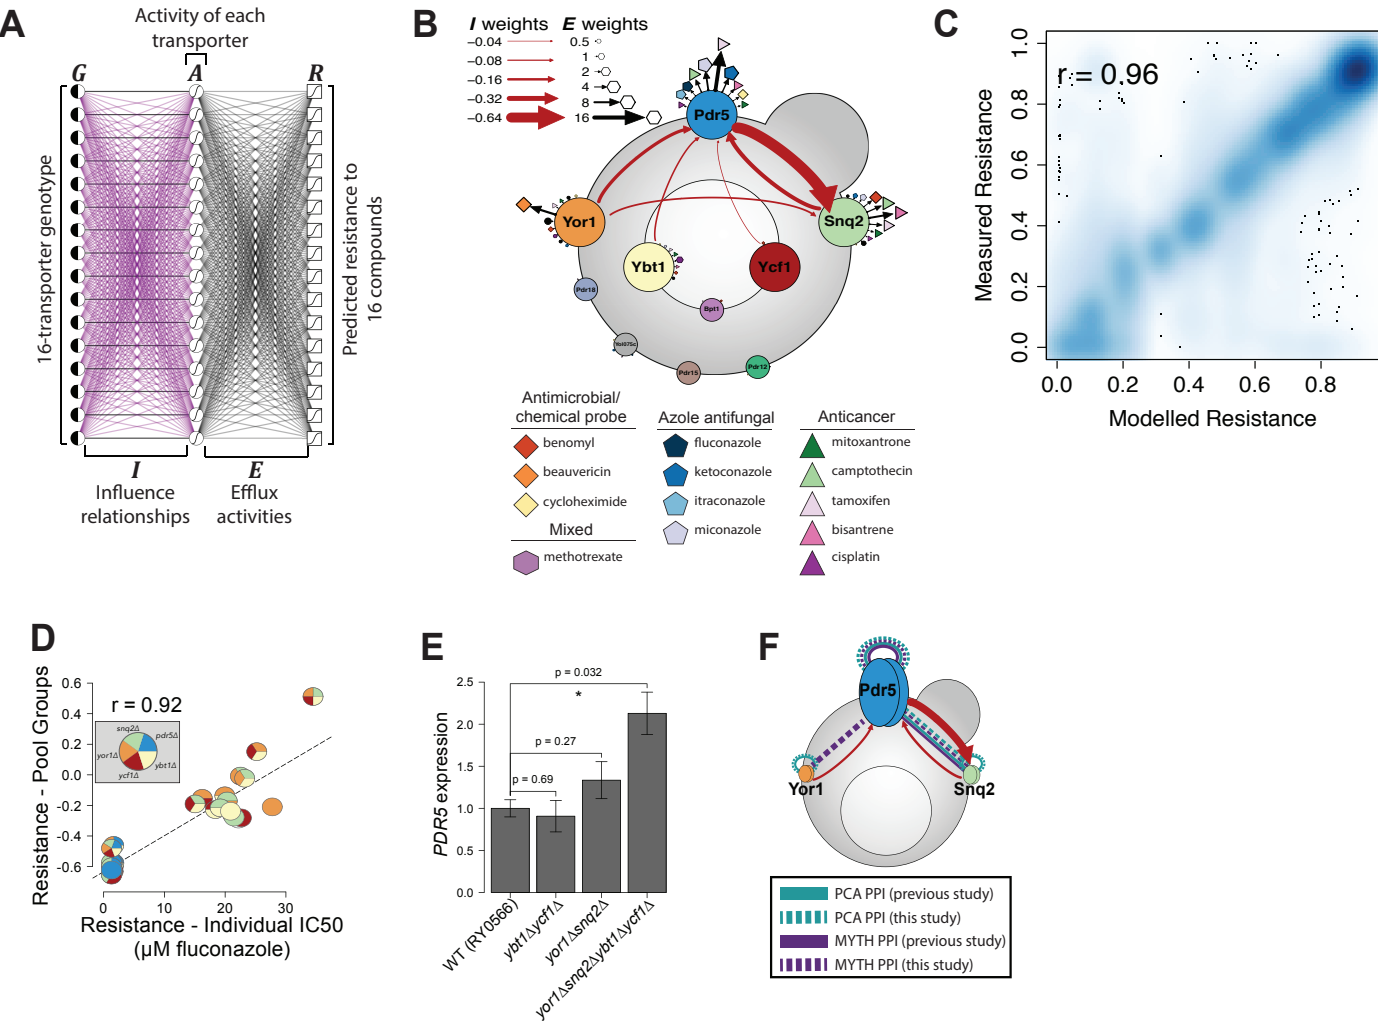 A
Activity of each
transporter
G
A
R
16-transporter genotype
Predicted resistance to
16 compounds
I
E
Influence
relationships
Efflux
activities
B
I weights
E weights
−0.04
−0.08
−0.16
−0.32
−0.64
0.5
1
2
4
8
16
Pdr5
Yor1
Snq2
Ybt1
Ycf1
Pdr18
Bpt1
Yol075c
Pdr15
Pdr12
Antimicrobial/
chemical probe
benomyl
beauvericin
cycloheximide
Mixed
methotrexate
Azole antifungal
fluconazole
ketoconazole
itraconazole
miconazole
Anticancer
mitoxantrone
camptothecin
tamoxifen
bisantrene
cisplatin
C
r = 0.96
Measured Resistance
1.0
0.8
0.6
0.4
0.2
0.0
0.0
0.2
0.4
0.6
0.8
Modelled Resistance
D
r = 0.92
snq2Δ
pdr5Δ
yor1Δ
ybt1Δ
ycf1Δ
Resistance - Pool Groups
0.6
0.4
0.2
0.0
-0.2
-0.4
-0.6
0
10
20
30
Resistance - Individual IC50
(µM fluconazole)
E
p = 0.032
*
p = 0.27
p = 0.69
PDR5 expression
2.5
2.0
1.5
1.0
0.5
0.0
WT (RY0566)
ybt1Δycf1Δ
yor1Δsnq2Δ
yor1Δsnq2Δybt1Δycf1Δ
F
Pdr5
Yor1
Snq2
PCA PPI (previous study)
PCA PPI (this study)
MYTH PPI (previous study)
MYTH PPI (this study)